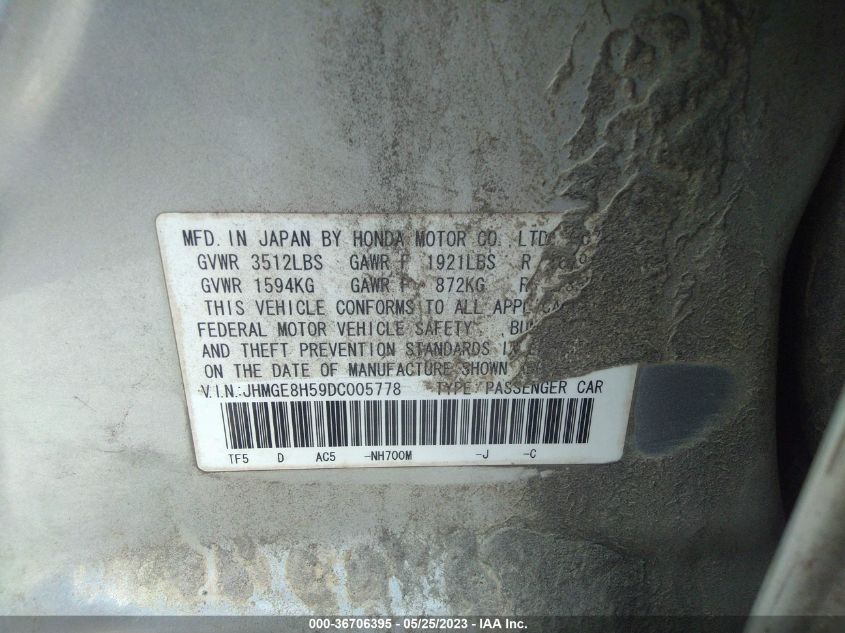 MFD. IN JAPAN BY HONDA MOTOR CO. LTD.
GVWR 3512LBS GAWR F 1921LBS R
GVWR 1594KG GAWR F 872KG R
THIS VEHICLE CONFORMS TO ALL
FEDERAL MOTOR VEHICLE SAFETY
AND THEFT PREVENTION STANDARDS
ON THE DATE OF MANUFACTURE SHOWN
V.I.N.:JHMGE8H59DC005778 TYPE/PASSENGER CAR
TF5 D AC5 -NH700M -J -C
000-36706395 - 05/25/2023 - IAA Inc.